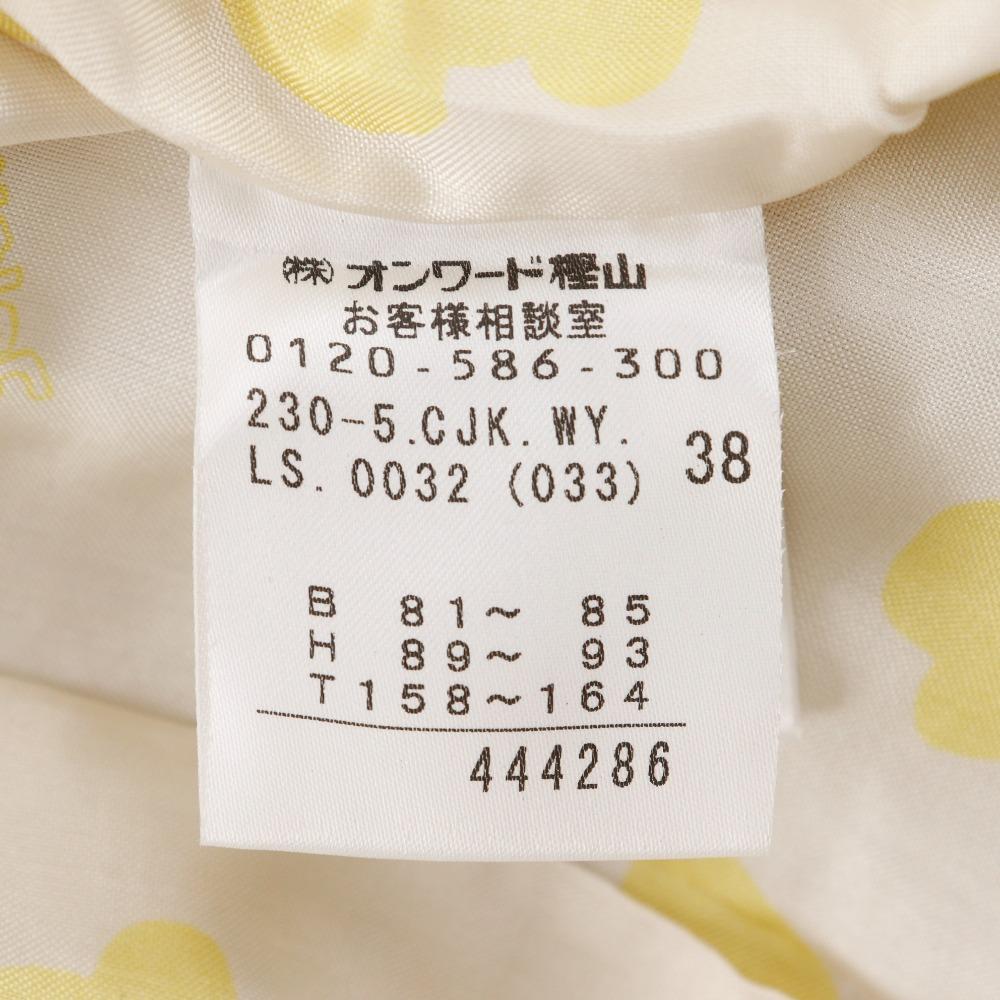 ㈱オンワード樫山
お客様相談室
0120-586-300
230-5.CJK.WY.
LS.0032 (033) 38
B 81～ 85
H 89～ 93
T158～164
444286